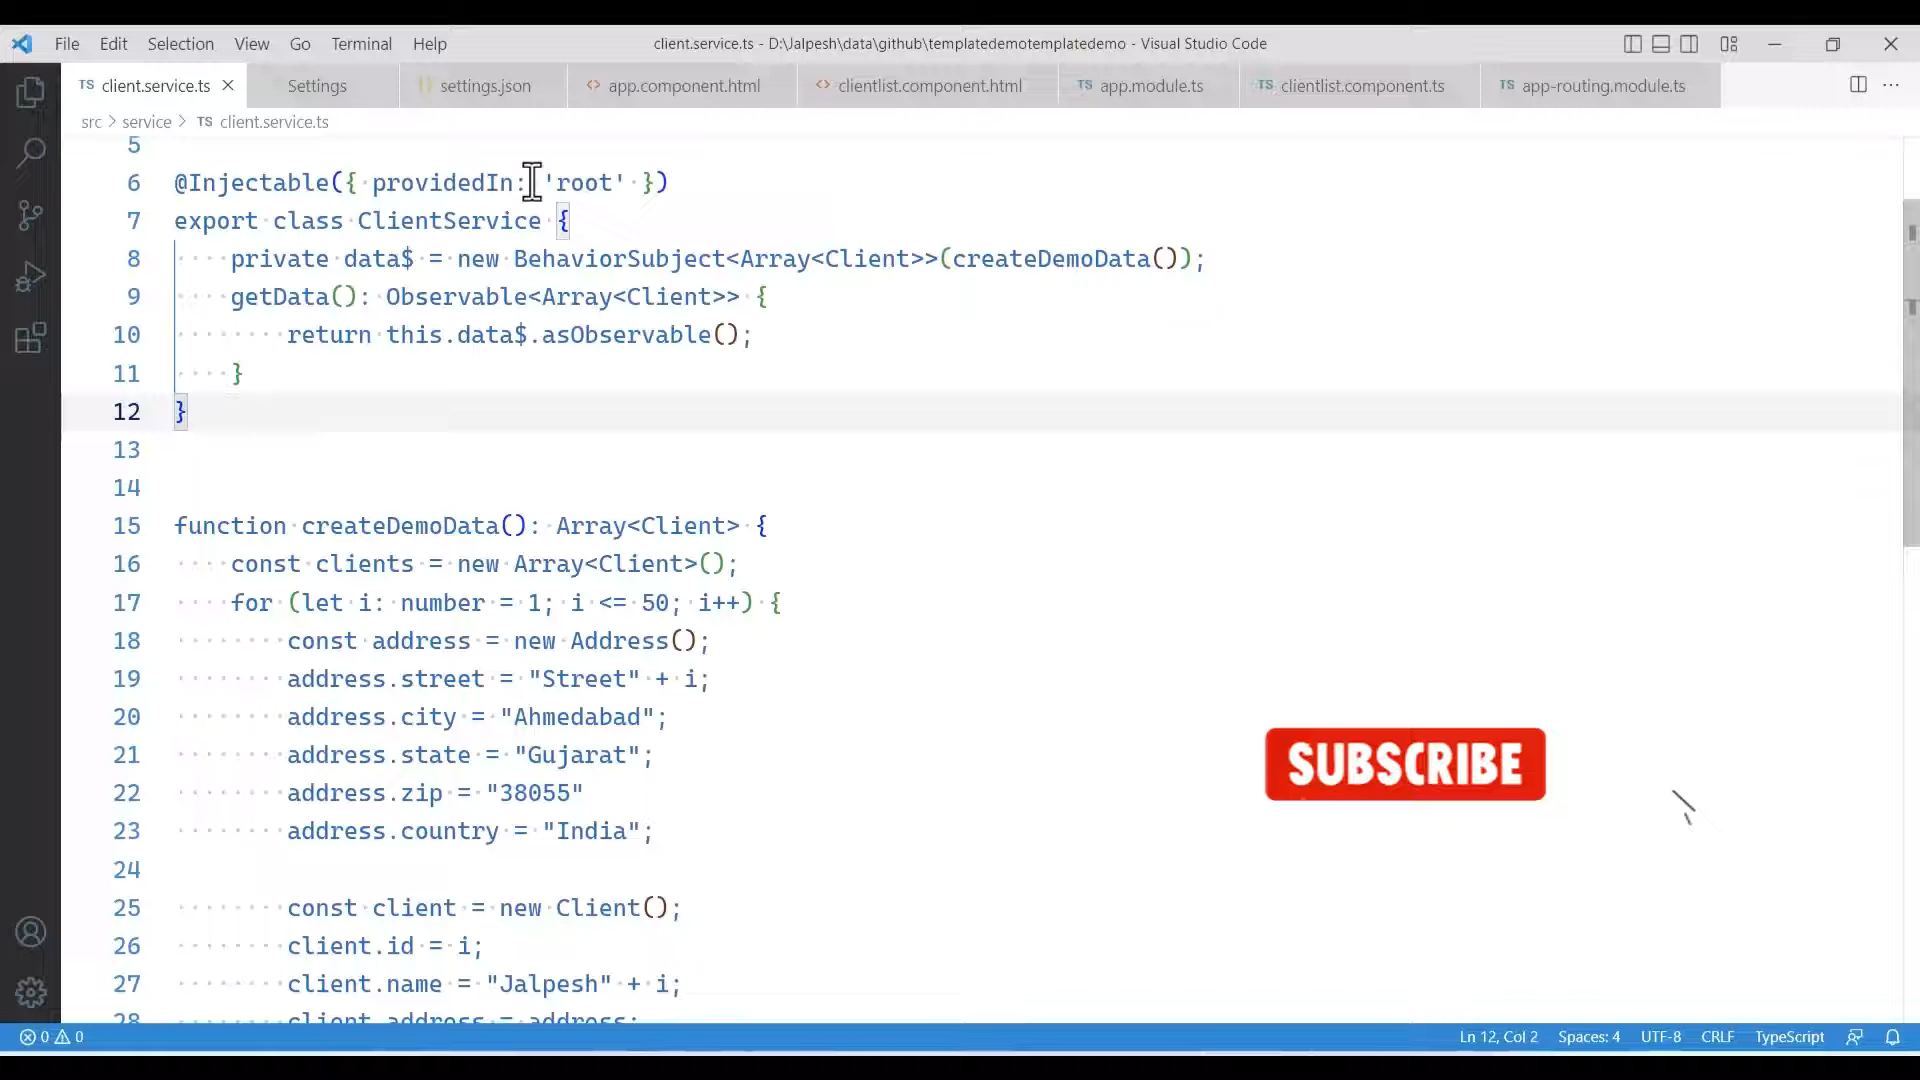 File Edit Selection View Go Terminal Help client.service.ts - D:\Jalpesh\data\github\templatedemotemplatedemo - Visual Studio Code
TS client.service.ts Settings settings.json <> app.component.html <> clientlist.component.html TS app.module.ts TS clientlist.component.ts TS app-routing.module.ts
src > service > TS client.service.ts
5
6 @Injectable({ providedIn: 'root' })
7 export class ClientService {
8 private data$ = new BehaviorSubject<Array<Client>>(createDemoData());
9 getData(): Observable<Array<Client>> {
10 return this.data$.asObservable();
11 }
12 }
13
14
15 function createDemoData(): Array<Client> {
16 const clients = new Array<Client>();
17 for (let i: number = 1; i <= 50; i++) {
18 const address = new Address();
19 address.street = "Street" + i;
20 address.city = "Ahmedabad";
21 address.state = "Gujarat";
22 address.zip = "38055"
23 address.country = "India";
24
25 const client = new Client();
26 client.id = i;
27 client.name = "Jalpesh" + i;
28 client.address = address;
SUBSCRIBE
0 0 Ln 12, Col 2 Spaces: 4 UTF-8 CRLF TypeScript